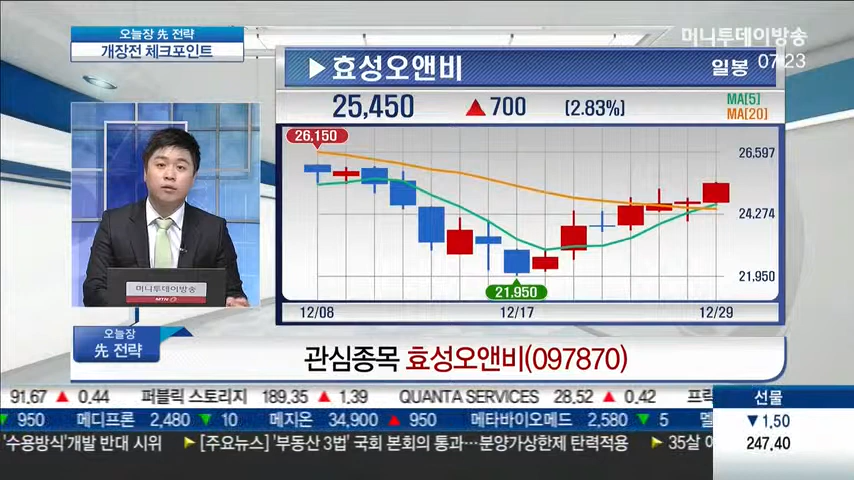 오늘장 先 전략
개장전 체크포인트
머니투데이방송
07:23
▶효성오앤비
일봉
25,450 ▲700 (2.83%)
MA[5]
MA[20]
26,150
26,597
24,274
21,950
21,950
12/08 12/17 12/29
머니투데이방송
MTN
오늘장
先 전략
관심종목 효성오앤비(097870)
91.67 ▲ 0.44 퍼블릭 스토리지 189.35 ▲ 1.39 QUANTA SERVICES 28.52 ▲ 0.42 프락
선물
▼ 950 메디프론 2,480 ▼ 10 메지온 34,900 ▲ 950 메타바이오메드 2,580 ▼ 5 멜
▼1.50
247.40
'수용방식'개발 반대 시위 ▶[주요뉴스] '부동산 3법' 국회 본회의 통과…분양가상한제 탄력적용 ▶35살 이